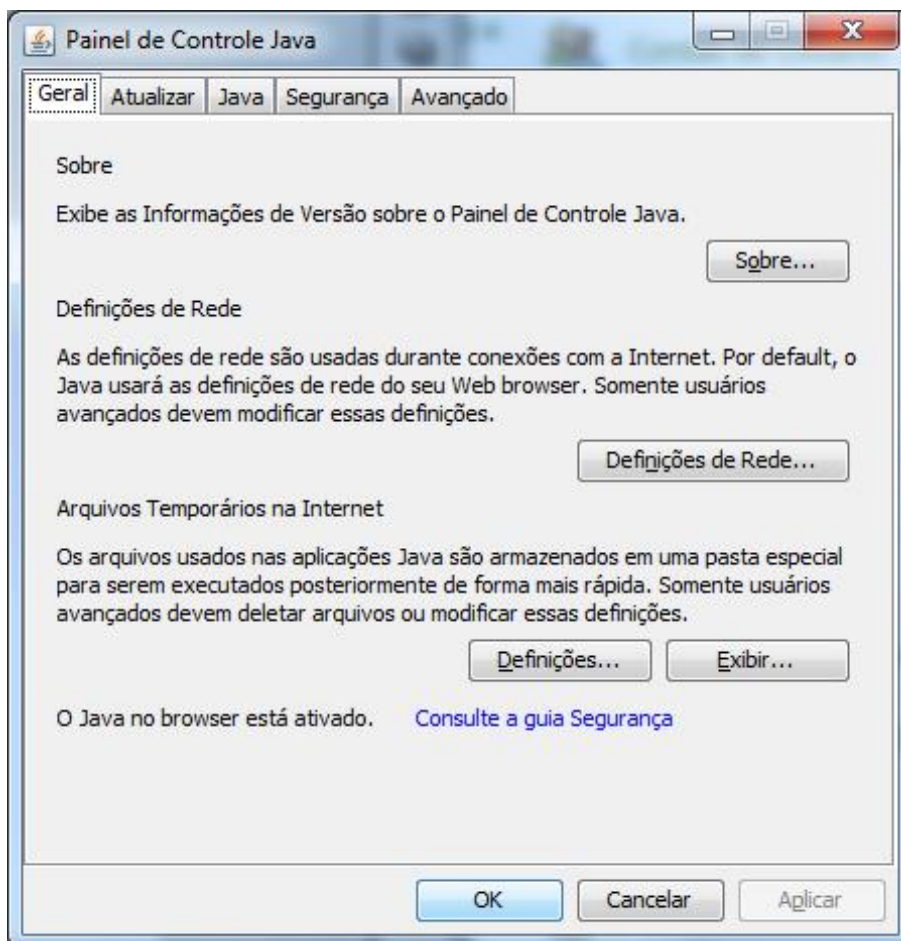 Painel de Controle Java
Geral Atualizar Java Segurança Avançado
Sobre
Exibe as Informações de Versão sobre o Painel de Controle Java.
Sobre...
Definições de Rede
As definições de rede são usadas durante conexões com a Internet. Por default, o
Java usará as definições de rede do seu Web browser. Somente usuários
avançados devem modificar essas definições.
Definições de Rede...
Arquivos Temporários na Internet
Os arquivos usados nas aplicações Java são armazenados em uma pasta especial
para serem executados posteriormente de forma mais rápida. Somente usuários
avançados devem deletar arquivos ou modificar essas definições.
Definições... Exibir...
O Java no browser está ativado. Consulte a guia Segurança
OK Cancelar Aplicar